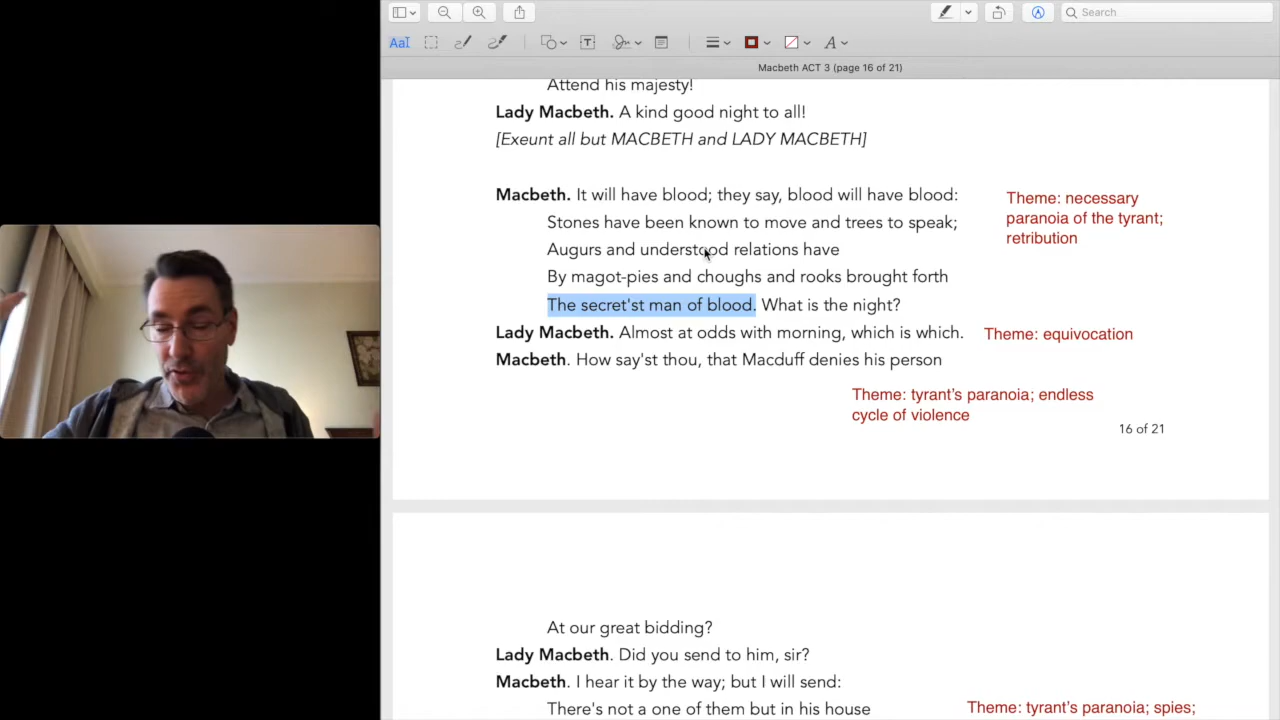 Search
AaI
T
A
Macbeth ACT 3 (page 16 of 21)
Attend his majesty!
Lady Macbeth. A kind good night to all!
[Exeunt all but MACBETH and LADY MACBETH]
Macbeth. It will have blood; they say, blood will have blood:
Stones have been known to move and trees to speak;
Augurs and understood relations have
By magot-pies and choughs and rooks brought forth
The secret'st man of blood. What is the night?
Lady Macbeth. Almost at odds with morning, which is which.
Macbeth. How say'st thou, that Macduff denies his person
Theme: necessary
paranoia of the tyrant;
retribution
Theme: equivocation
Theme: tyrant’s paranoia; endless
cycle of violence
16 of 21
At our great bidding?
Lady Macbeth. Did you send to him, sir?
Macbeth. I hear it by the way; but I will send:
There's not a one of them but in his house
Theme: tyrant’s paranoia; spies;